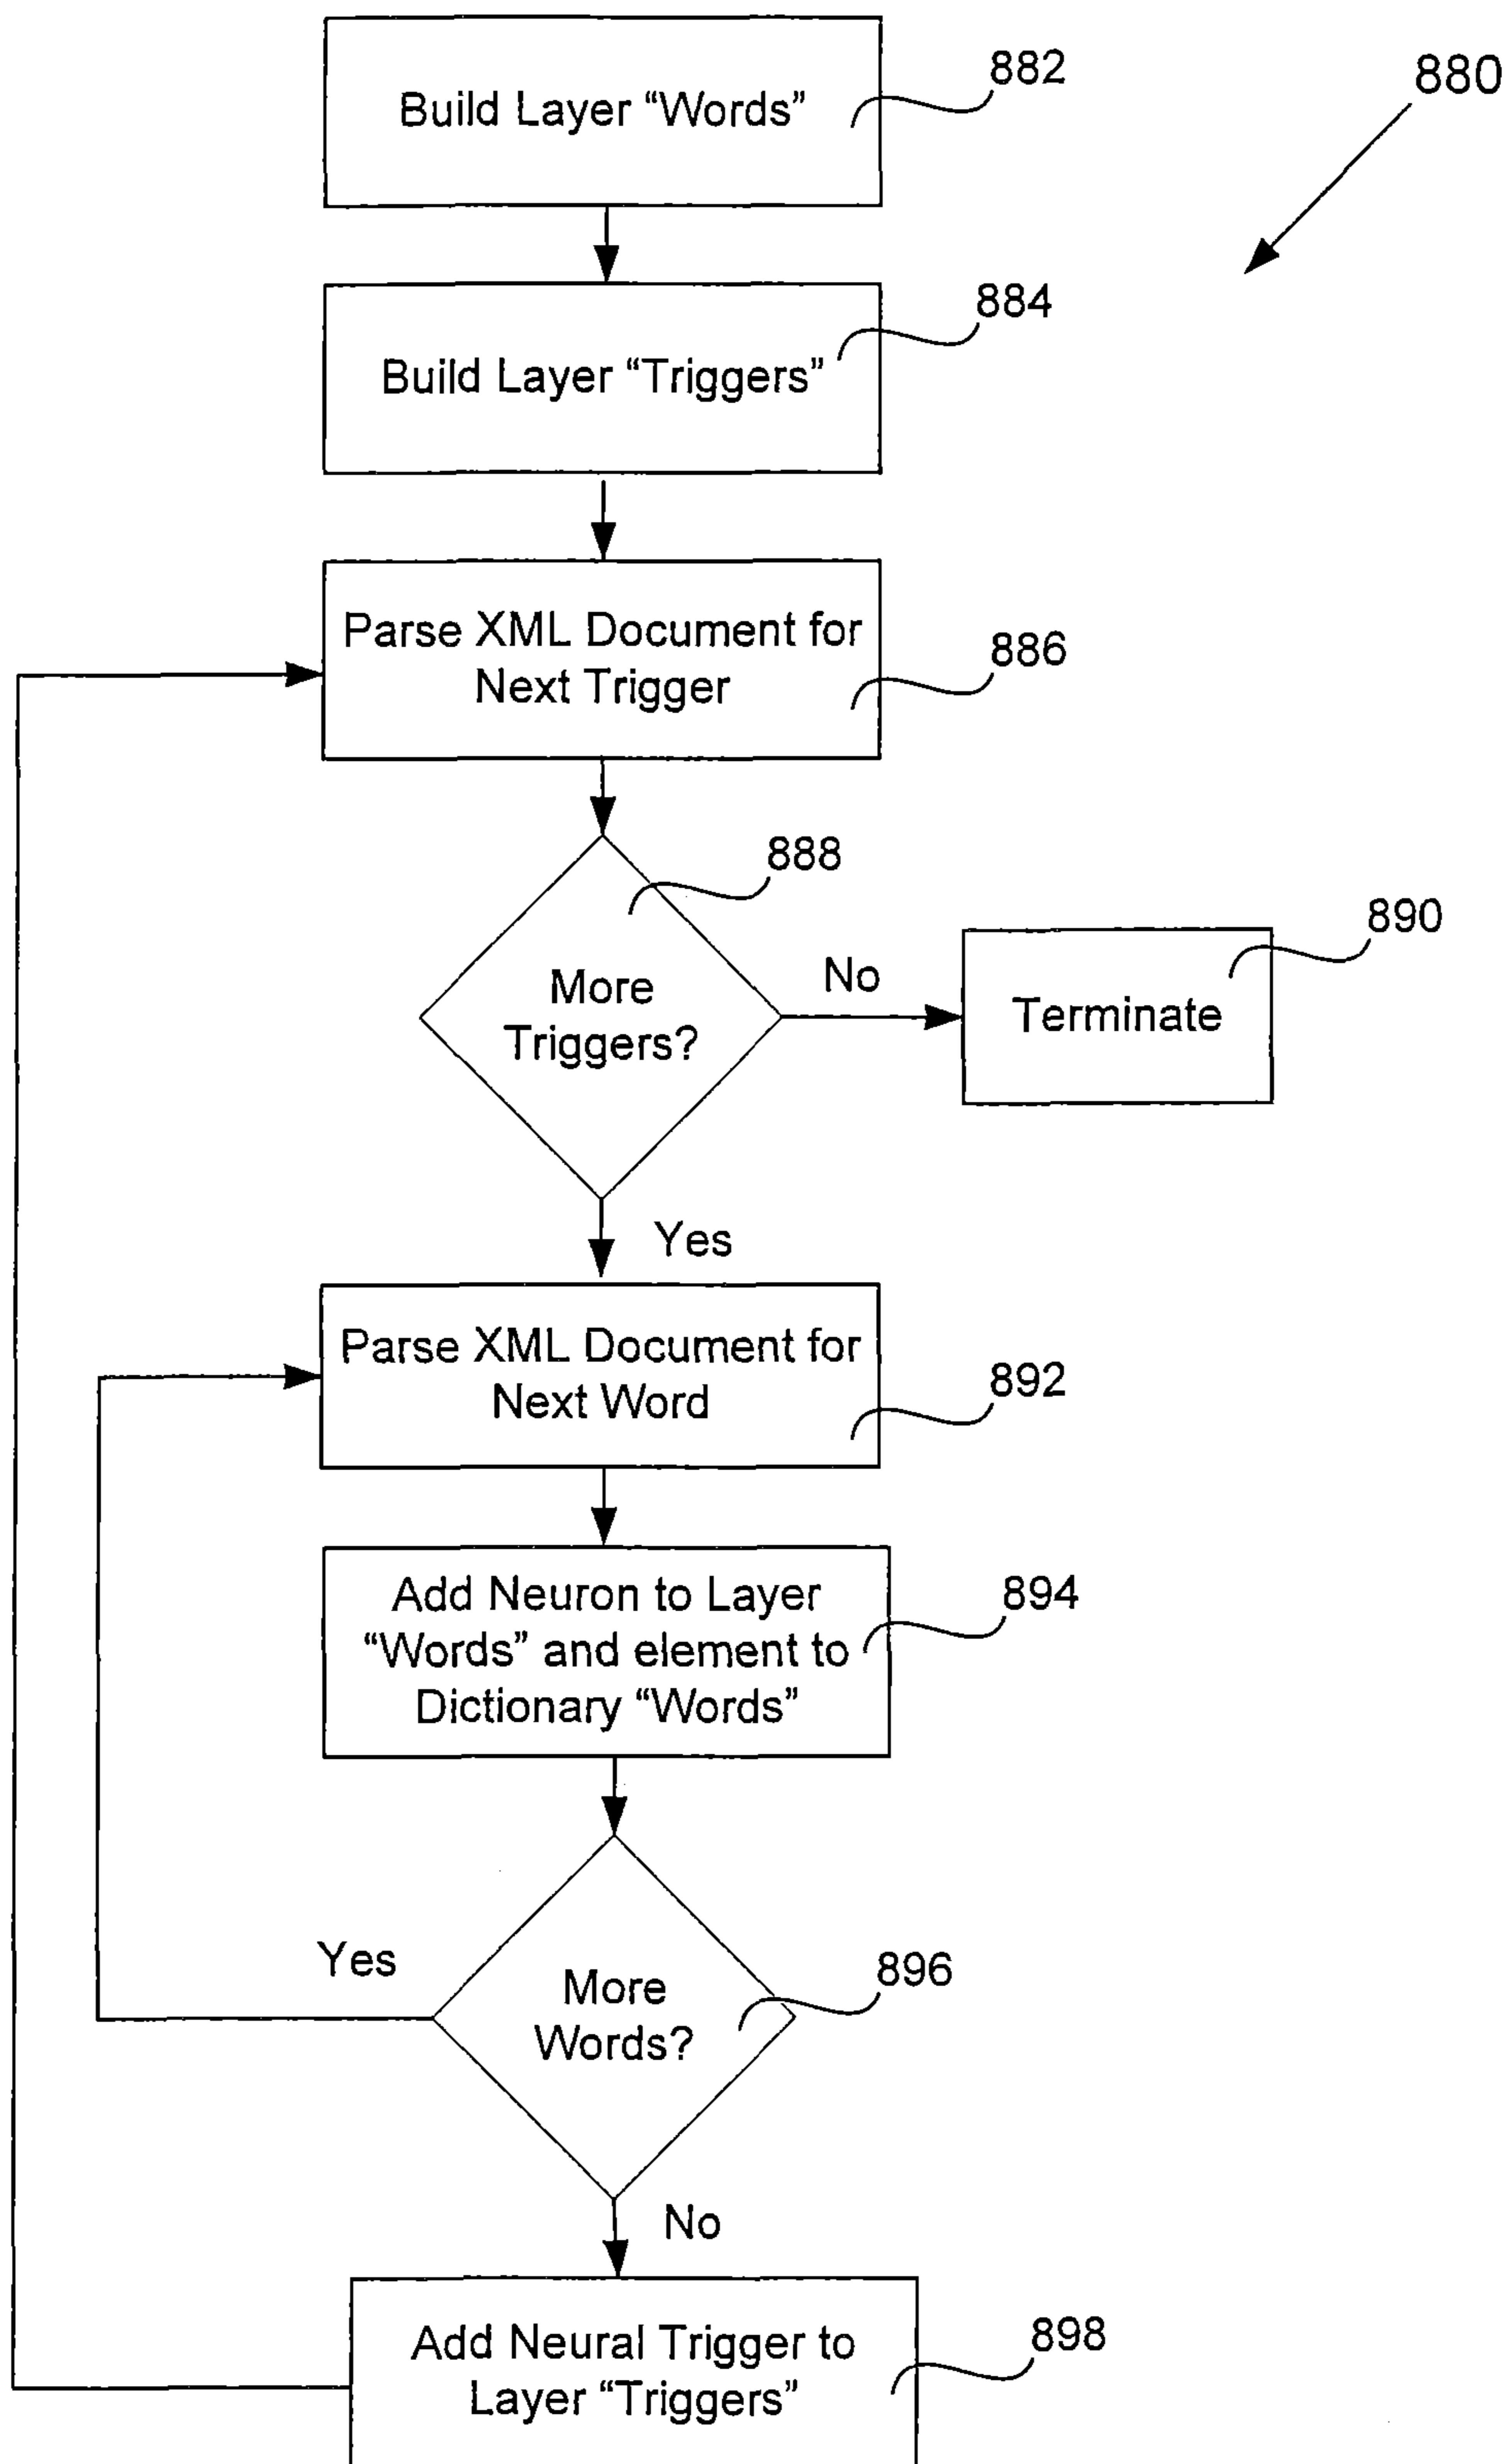 Build Layer “Words”
882
880
Build Layer “Triggers”
884
Parse XML Document for
Next Trigger
886
888
More
Triggers?
No
890
Terminate
Yes
Parse XML Document for
Next Word
892
Add Neuron to Layer
“Words” and element to
Dictionary “Words”
894
Yes
More
Words?
896
No
Add Neural Trigger to
Layer “Triggers”
898